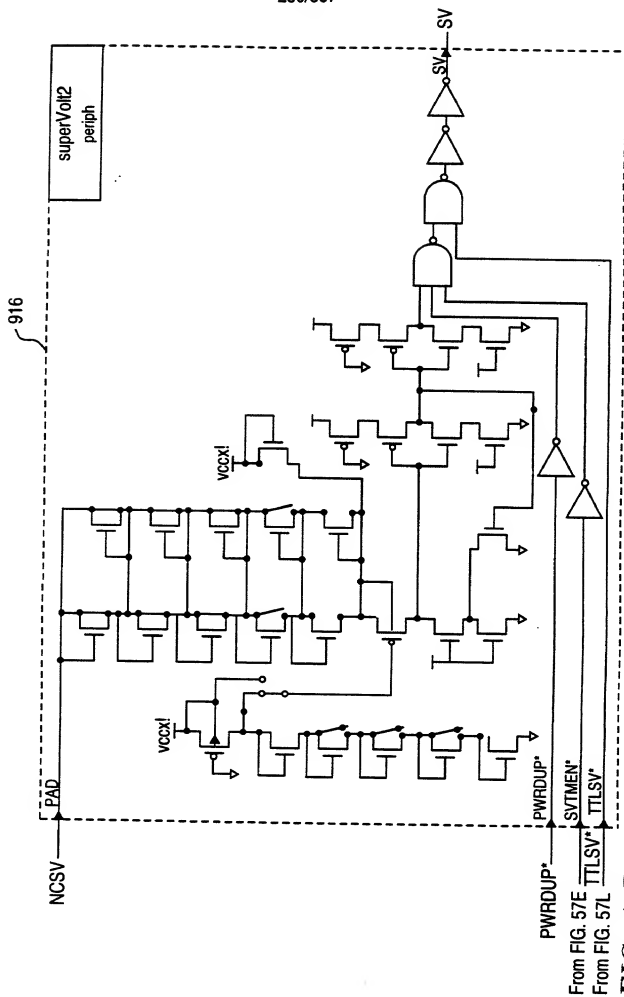 916
superVolt2
periph
SV
SV
NCSV
PAD
vccx!
vccx!
PWRDUP*
PWRDUP*
SVTMEN*
From FIG. 57E
TTLSV*
TTLSV*
From FIG. 57L